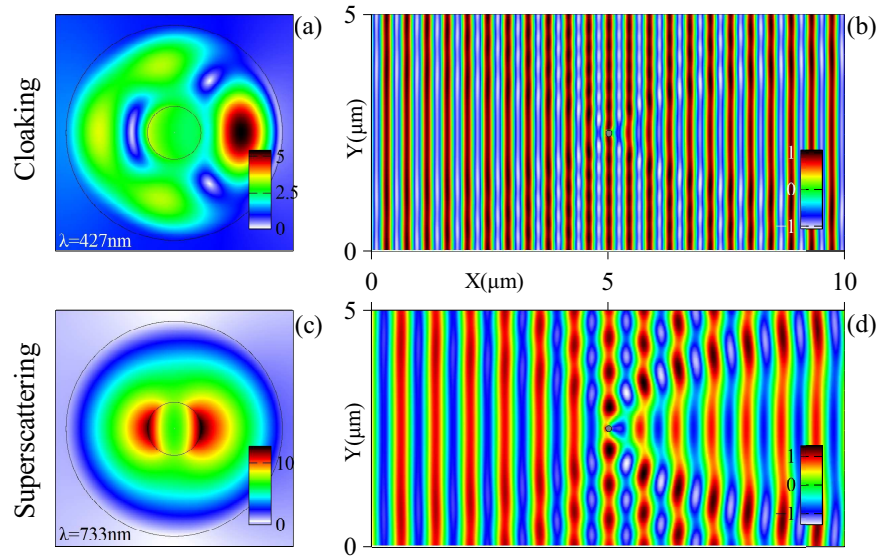 Cloaking
(a)
5
2.5
0
λ=427nm
(b)
5
Y(μm)
0
1
0
-1
0
X(μm)
5
10
Superscattering
(c)
10
0
λ=733nm
(d)
5
Y(μm)
0
1
0
-1